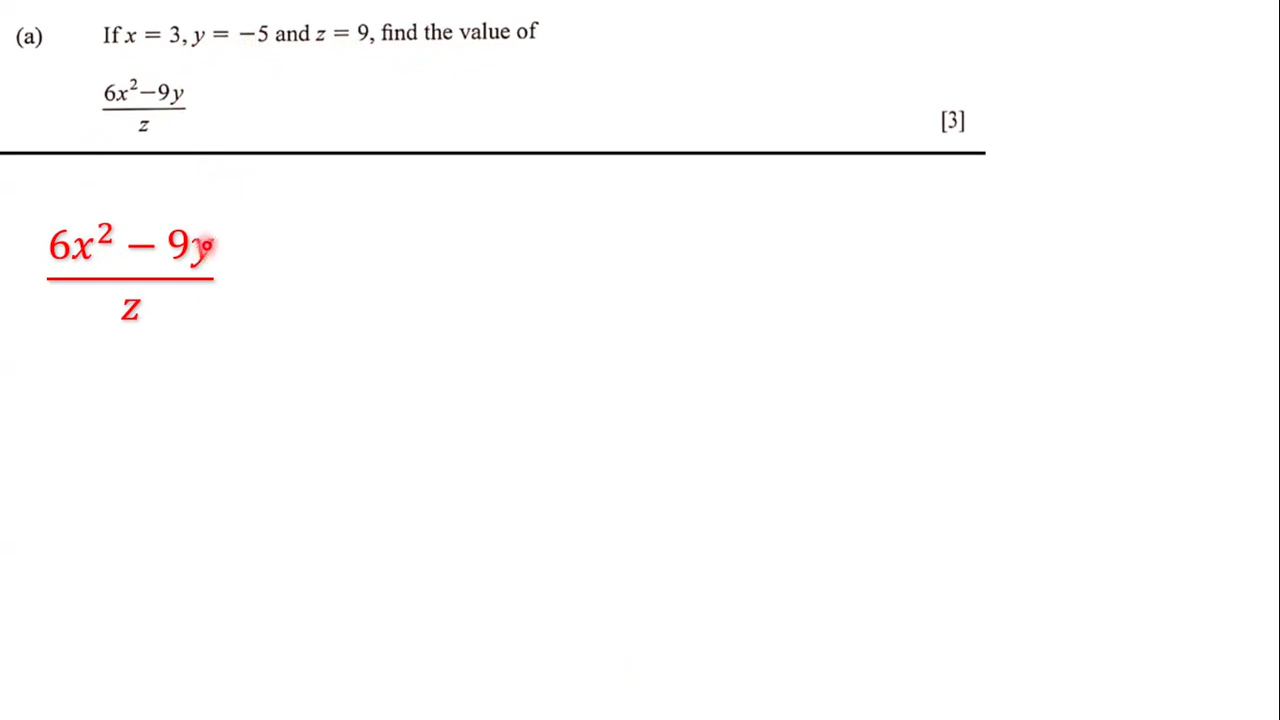 (a) If x = 3, y = −5 and z = 9, find the value of
6x²−9y
z
[3]
6x² − 9y
z